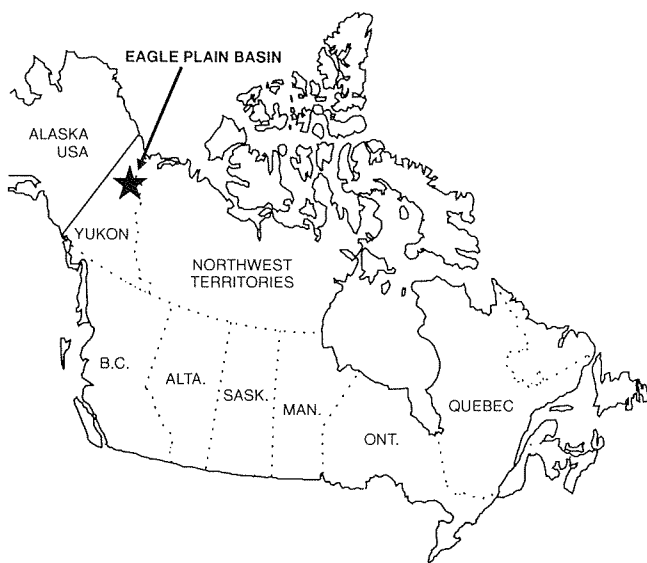 EAGLE PLAIN BASIN
ALASKA
USA
YUKON
NORTHWEST
TERRITORIES
B.C.
ALTA.
SASK.
MAN.
ONT.
QUEBEC